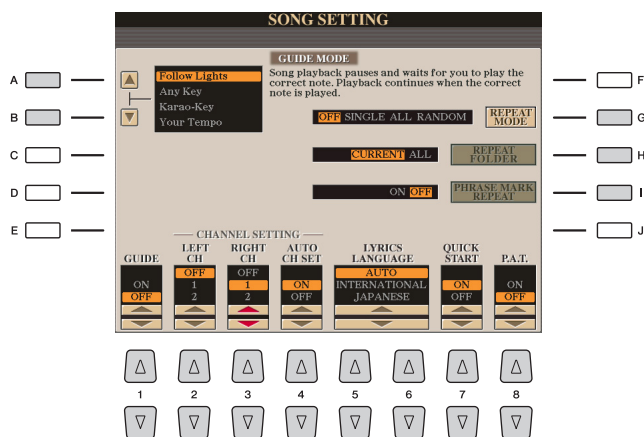 SONG SETTING
GUIDE MODE
Follow Lights
Any Key
Karao-Key
Your Tempo
Song playback pauses and waits for you to play the
correct note. Playback continues when the correct
note is played.
A
B
C
D
E
F
G
H
I
J
OFF SINGLE ALL RANDOM
REPEAT
MODE
CURRENT ALL
REPEAT
FOLDER
ON OFF
PHRASE MARK
REPEAT
CHANNEL SETTING
GUIDE
ON
OFF
LEFT
CH
OFF
1
2
RIGHT
CH
OFF
1
2
AUTO
CH SET
ON
OFF
LYRICS
LANGUAGE
AUTO
INTERNATIONAL
JAPANESE
QUICK
START
ON
OFF
P.A.T.
ON
OFF
1 2 3 4 5 6 7 8